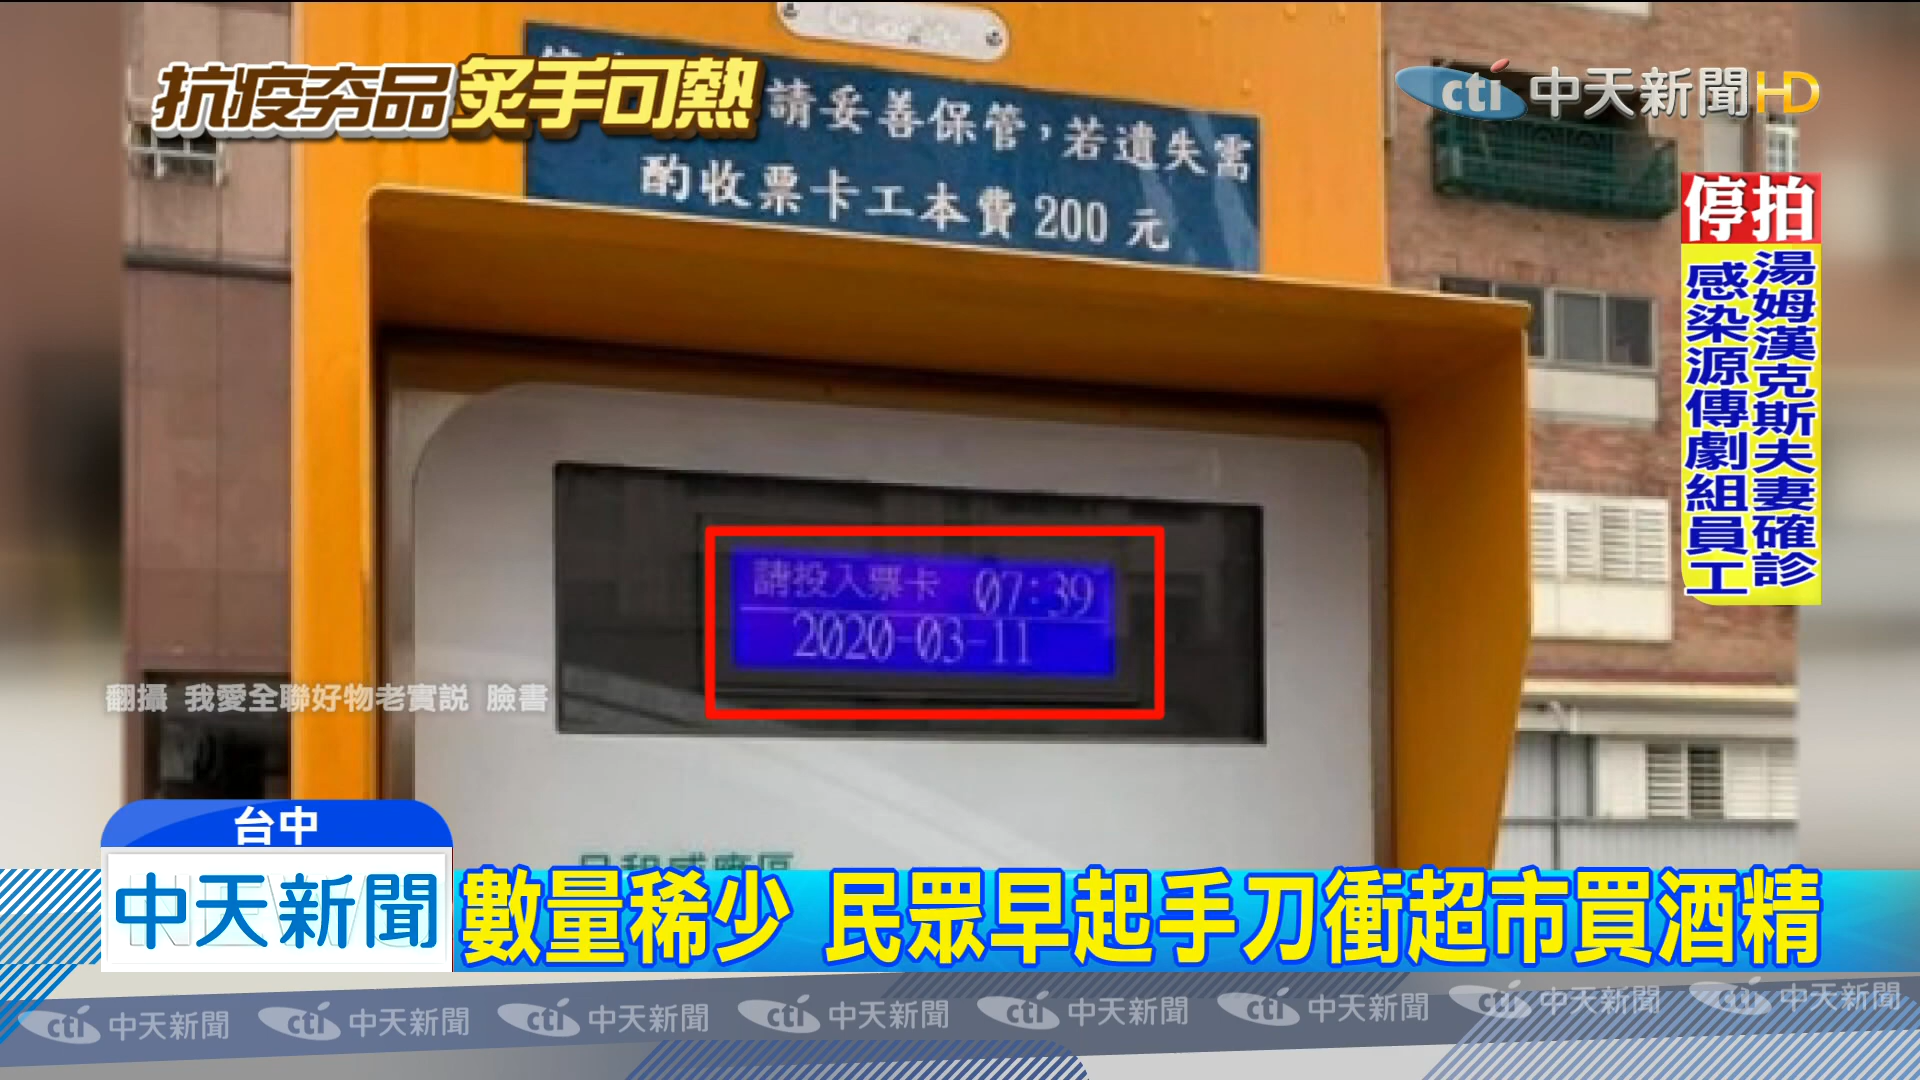 抗疫夯品 炙手可熱
請妥善保管，若遺失需
酌收票卡工本費 200 元
cti 中天新聞 HD
停拍
湯姆漢克斯夫妻確診
感染源傳劇組員工
請投入票卡 07:39
2020-03-11
翻攝 我愛全聯好物老實説 臉書
台中
中天新聞
數量稀少 民眾早起手刀衝超市買酒精
cti 中天新聞 cti 中天新聞 cti 中天新聞 cti 中天新聞 cti 中天新聞 cti 中天新聞 cti 中天新聞 cti 中天新聞